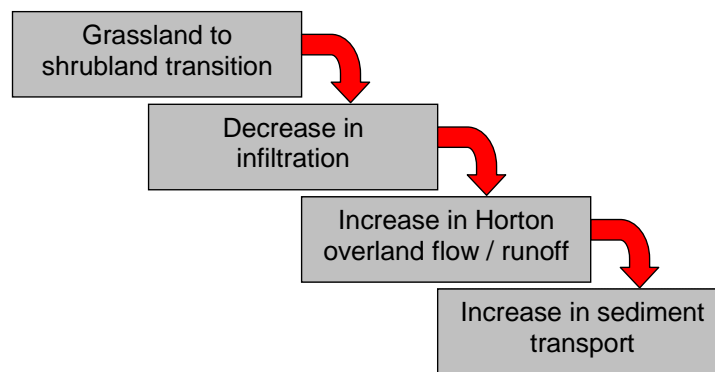 Grassland to
shrubland transition
Decrease in
infiltration
Increase in Horton
overland flow / runoff
Increase in sediment
transport